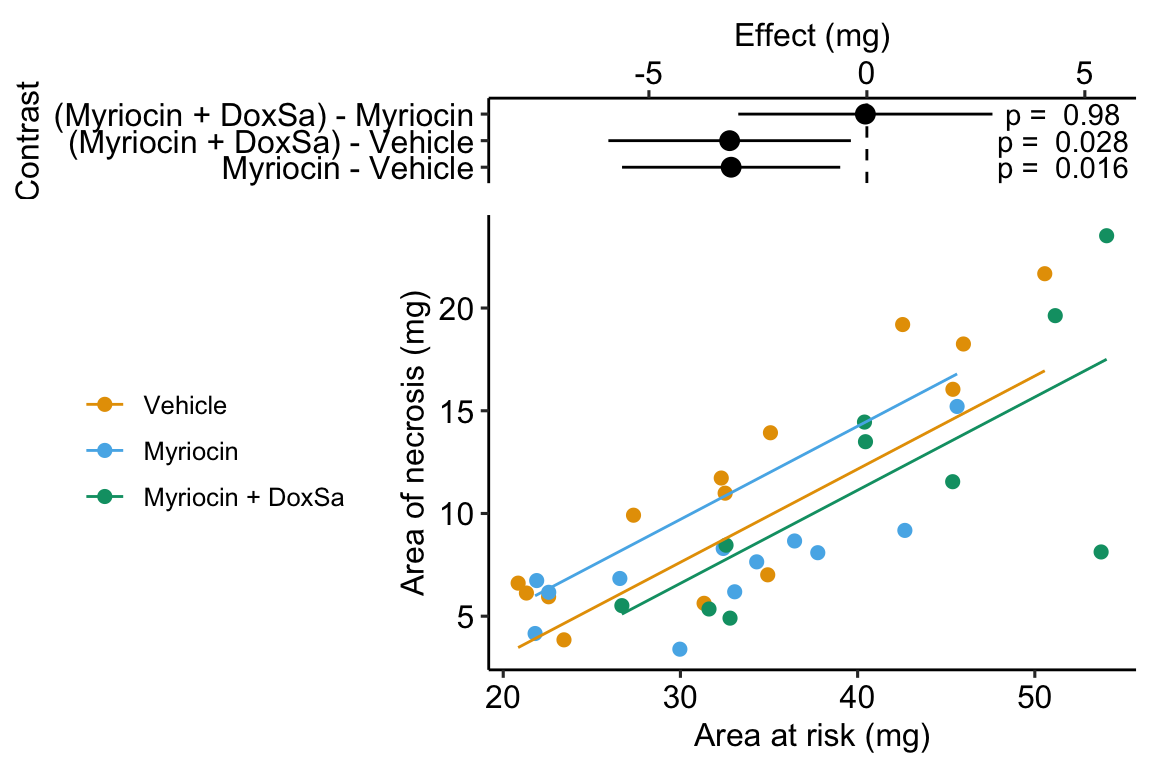 Effect (mg)
-5 0 5
Contrast
(Myriocin + DoxSa) - Myriocin p = 0.98
(Myriocin + DoxSa) - Vehicle p = 0.028
Myriocin - Vehicle p = 0.016
Area of necrosis (mg)
20
15
10
5
Vehicle
Myriocin
Myriocin + DoxSa
20 30 40 50
Area at risk (mg)